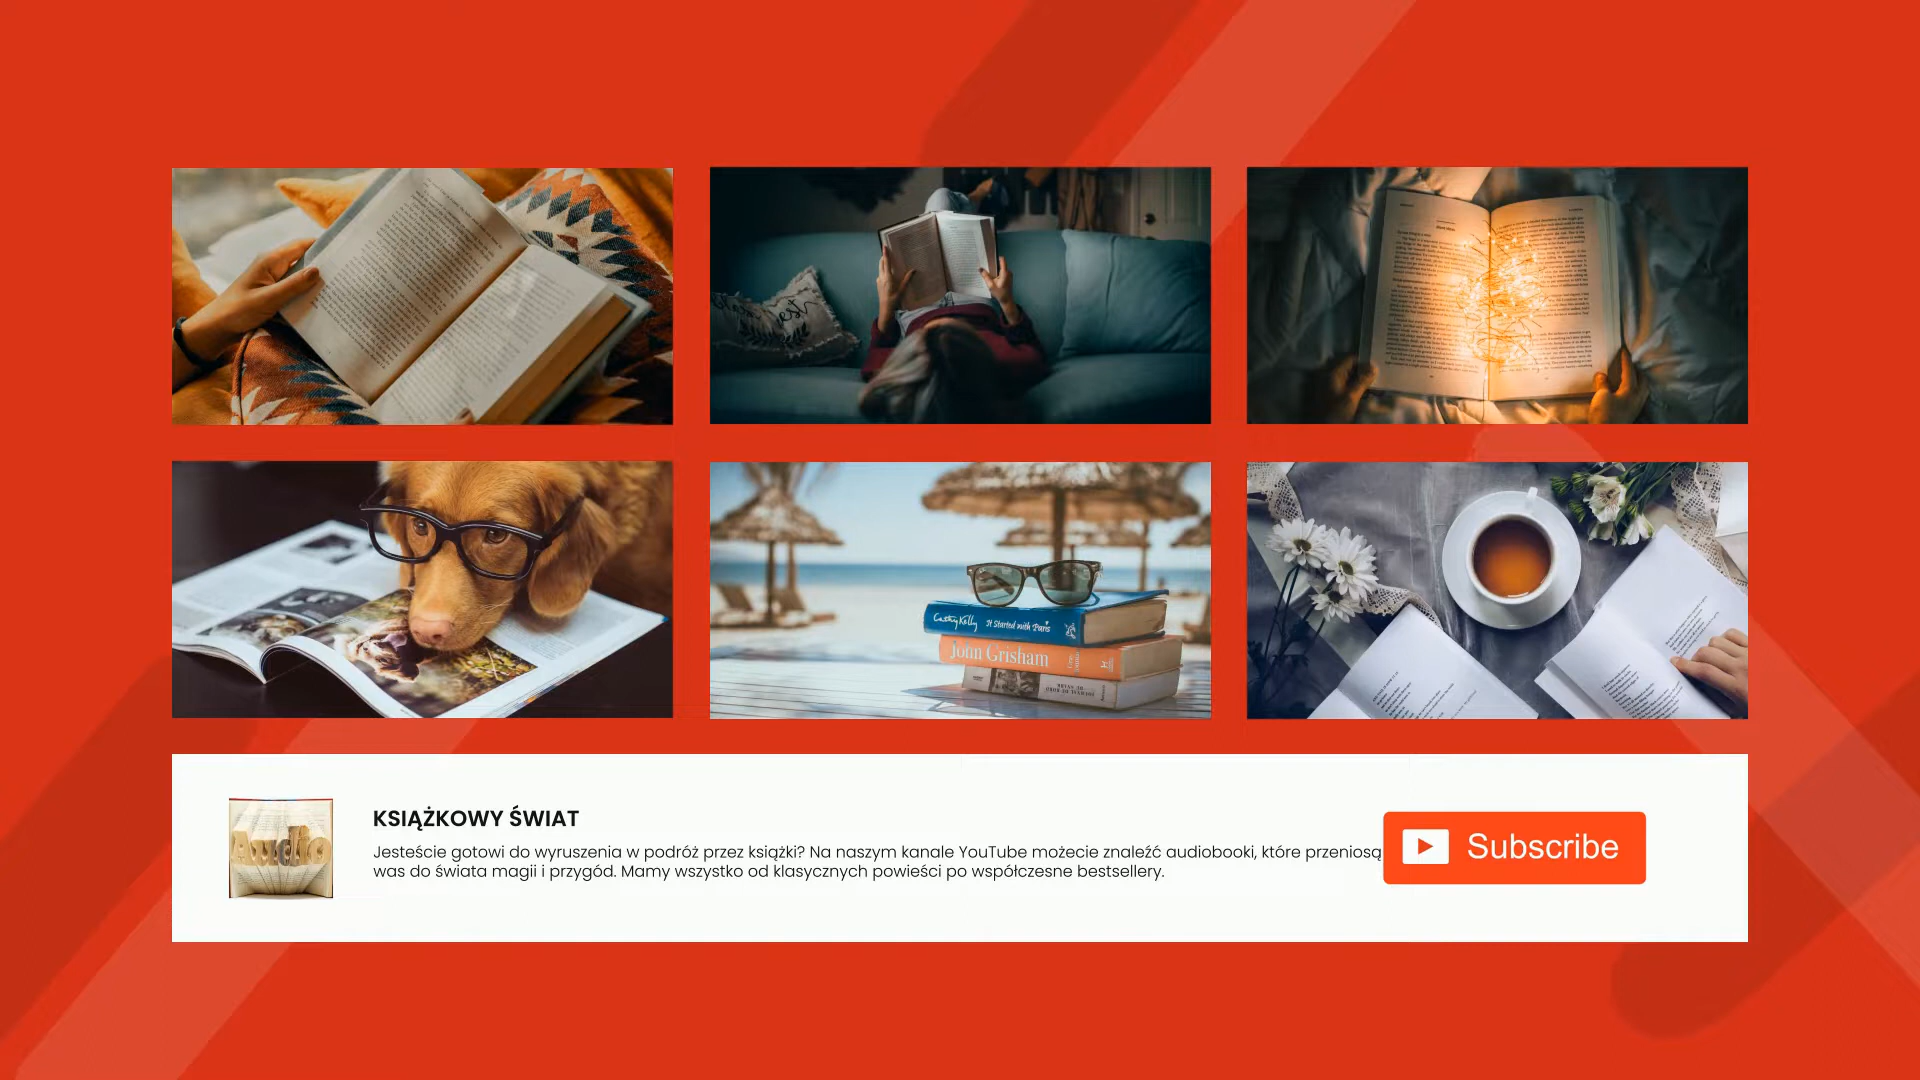 Cathy Kelly It Started with Paris
John Grisham
Audio
KSIĄŻKOWY ŚWIAT
Jesteście gotowi do wyruszenia w podróż przez książki? Na naszym kanale YouTube możecie znaleźć audiobooki, które przeniosą
was do świata magii i przygód. Mamy wszystko od klasycznych powieści po współczesne bestsellery.
Subscribe